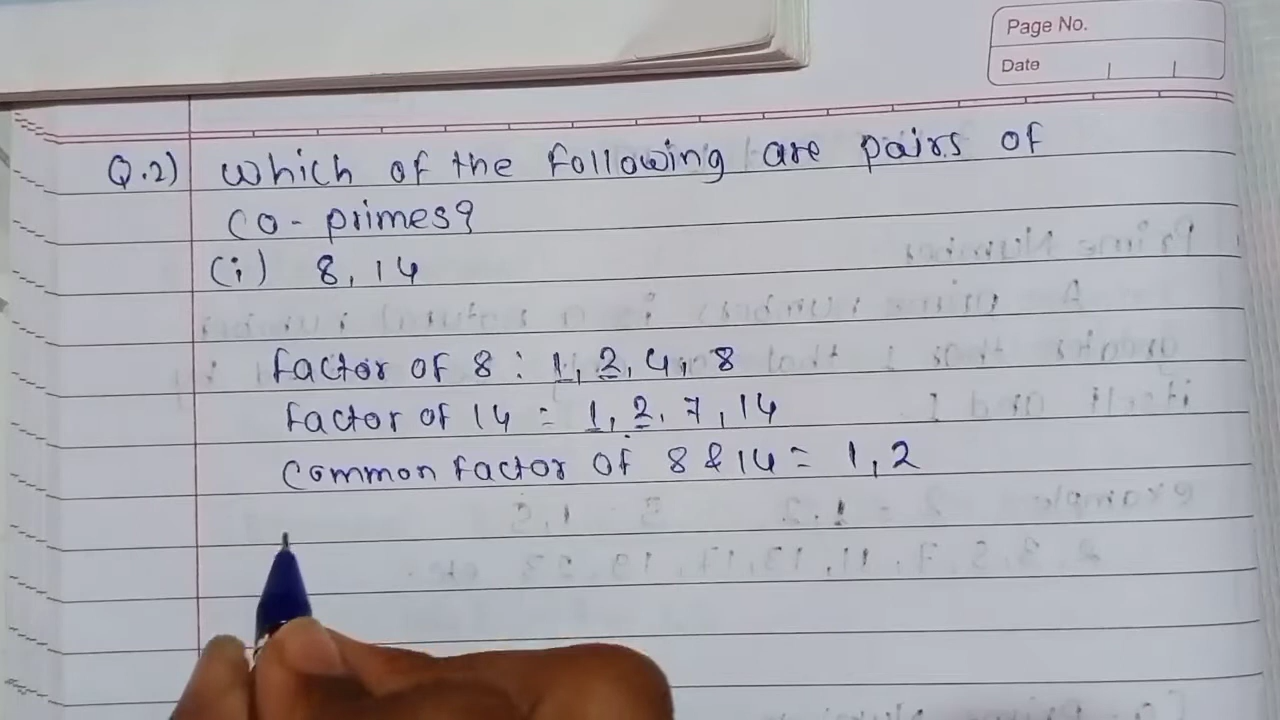 Page No.
Date
Q.2) Which of the following are pairs of
co-primes?
(i) 8, 14
factor of 8 : 1, 2, 4, 8
factor of 14 = 1, 2, 7, 14
common factor of 8 & 14 = 1, 2